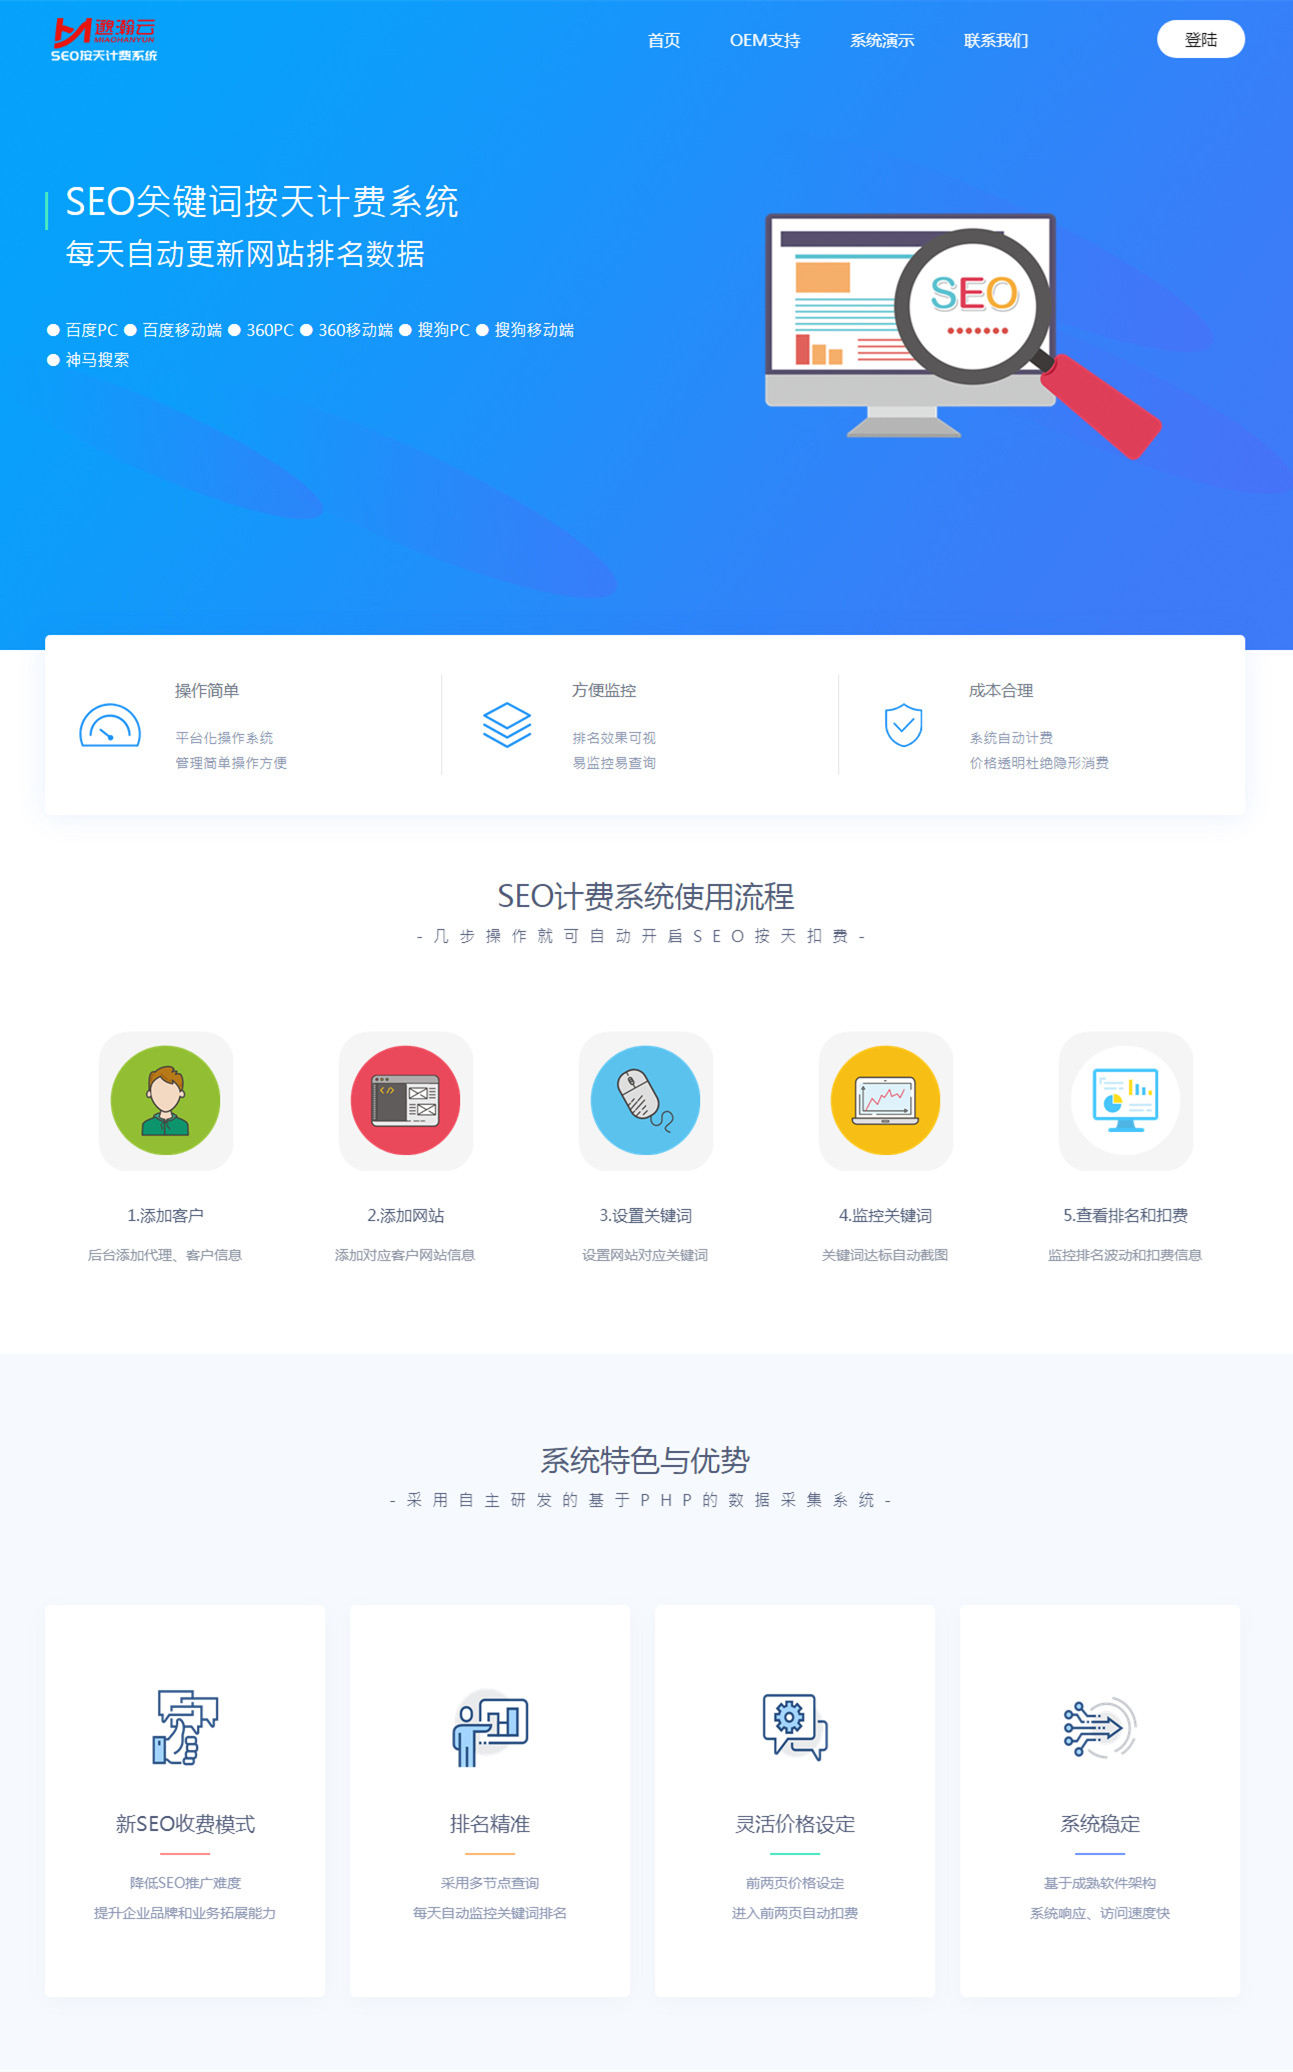 邈瀚云
MIAOHANYUN
SEO按天计费系统
首页 OEM支持 系统演示 联系我们 登陆
SEO关键词按天计费系统
每天自动更新网站排名数据
● 百度PC ● 百度移动端 ● 360PC ● 360移动端 ● 搜狗PC ● 搜狗移动端
● 神马搜索
SEO
操作简单
平台化操作系统
管理简单操作方便
方便监控
排名效果可视
易监控易查询
成本合理
系统自动计费
价格透明杜绝隐形消费
SEO计费系统使用流程
- 几步操作就可自动开启SEO按天扣费 -
1.添加客户
后台添加代理、客户信息
2.添加网站
添加对应客户网站信息
3.设置关键词
设置网站对应关键词
4.监控关键词
关键词达标自动截图
5.查看排名和扣费
监控排名波动和扣费信息
系统特色与优势
- 采用自主研发的基于PHP的数据采集系统 -
新SEO收费模式
降低SEO推广难度
提升企业品牌和业务拓展能力
排名精准
采用多节点查询
每天自动监控关键词排名
灵活价格设定
前两页价格设定
进入前两页自动扣费
系统稳定
基于成熟软件架构
系统响应、访问速度快